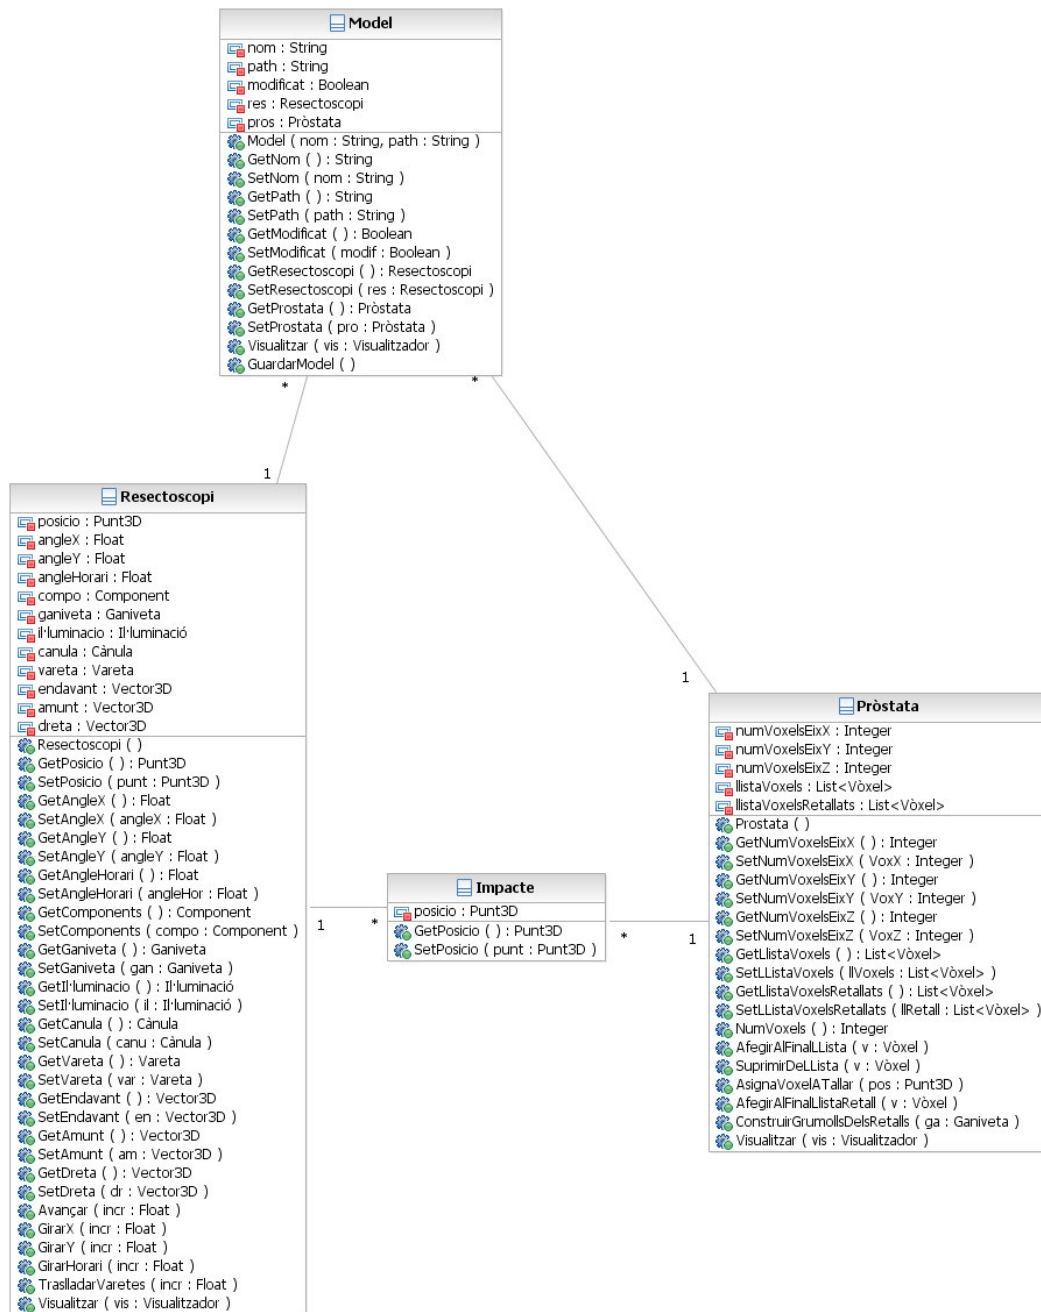 Model
nom : String
path : String
modificat : Boolean
res : Resectoscopi
pros : Pròstata
Model ( nom : String, path : String )
GetNom ( ) : String
SetNom ( nom : String )
GetPath ( ) : String
SetPath ( path : String )
GetModificat ( ) : Boolean
SetModificat ( modif : Boolean )
GetResectoscopi ( ) : Resectoscopi
SetResectoscopi ( res : Resectoscopi )
GetProstata ( ) : Pròstata
SetProstata ( pro : Pròstata )
Visualitzar ( vis : Visualitzador )
GuardarModel ( )
*
*
1
1
Resectoscopi
posicio : Punt3D
angleX : Float
angleY : Float
angleHorari : Float
compo : Component
ganiveta : Ganiveta
il·luminacio : Il·luminació
canula : Cànula
vareta : Vareta
endavant : Vector3D
amunt : Vector3D
dreta : Vector3D
Resectoscopi ( )
GetPosicio ( ) : Punt3D
SetPosicio ( punt : Punt3D )
GetAngleX ( ) : Float
SetAngleX ( angleX : Float )
GetAngleY ( ) : Float
SetAngleY ( angleY : Float )
GetAngleHorari ( ) : Float
SetAngleHorari ( angleHor : Float )
GetComponents ( ) : Component
SetComponents ( compo : Component )
GetGaniveta ( ) : Ganiveta
SetGaniveta ( gan : Ganiveta )
GetIl·luminacio ( ) : Il·luminació
SetIl·luminacio ( il : Il·luminació )
GetCanula ( ) : Cànula
SetCanula ( canu : Cànula )
GetVareta ( ) : Vareta
SetVareta ( var : Vareta )
GetEndavant ( ) : Vector3D
SetEndavant ( en : Vector3D )
GetAmunt ( ) : Vector3D
SetAmunt ( am : Vector3D )
GetDreta ( ) : Vector3D
SetDreta ( dr : Vector3D )
Avançar ( incr : Float )
GirarX ( incr : Float )
GirarY ( incr : Float )
GirarHorari ( incr : Float )
TraslladarVaretes ( incr : Float )
Visualitzar ( vis : Visualitzador )
1
*
Impacte
posicio : Punt3D
GetPosicio ( ) : Punt3D
SetPosicio ( punt : Punt3D )
*
1
Pròstata
numVoxelsEixX : Integer
numVoxelsEixY : Integer
numVoxelsEixZ : Integer
llistaVoxels : List<Vòxel>
llistaVoxelsRetallats : List<Vòxel>
Prostata ( )
GetNumVoxelsEixX ( ) : Integer
SetNumVoxelsEixX ( VoxX : Integer )
GetNumVoxelsEixY ( ) : Integer
SetNumVoxelsEixY ( VoxY : Integer )
GetNumVoxelsEixZ ( ) : Integer
SetNumVoxelsEixZ ( VoxZ : Integer )
GetLlistaVoxels ( ) : List<Vòxel>
SetLListaVoxels ( llVoxels : List<Vòxel> )
GetLlistaVoxelsRetallats ( ) : List<Vòxel>
SetLListaVoxelsRetallats ( llRetall : List<Vòxel> )
NumVoxels ( ) : Integer
AfegirAlFinalLLista ( v : Vòxel )
SuprimirDeLLista ( v : Vòxel )
AsignaVoxelATallar ( pos : Punt3D )
AfegirAlFinalLlistaRetall ( v : Vòxel )
ConstruirGrumollsDelsRetalls ( ga : Ganiveta )
Visualitzar ( vis : Visualitzador )